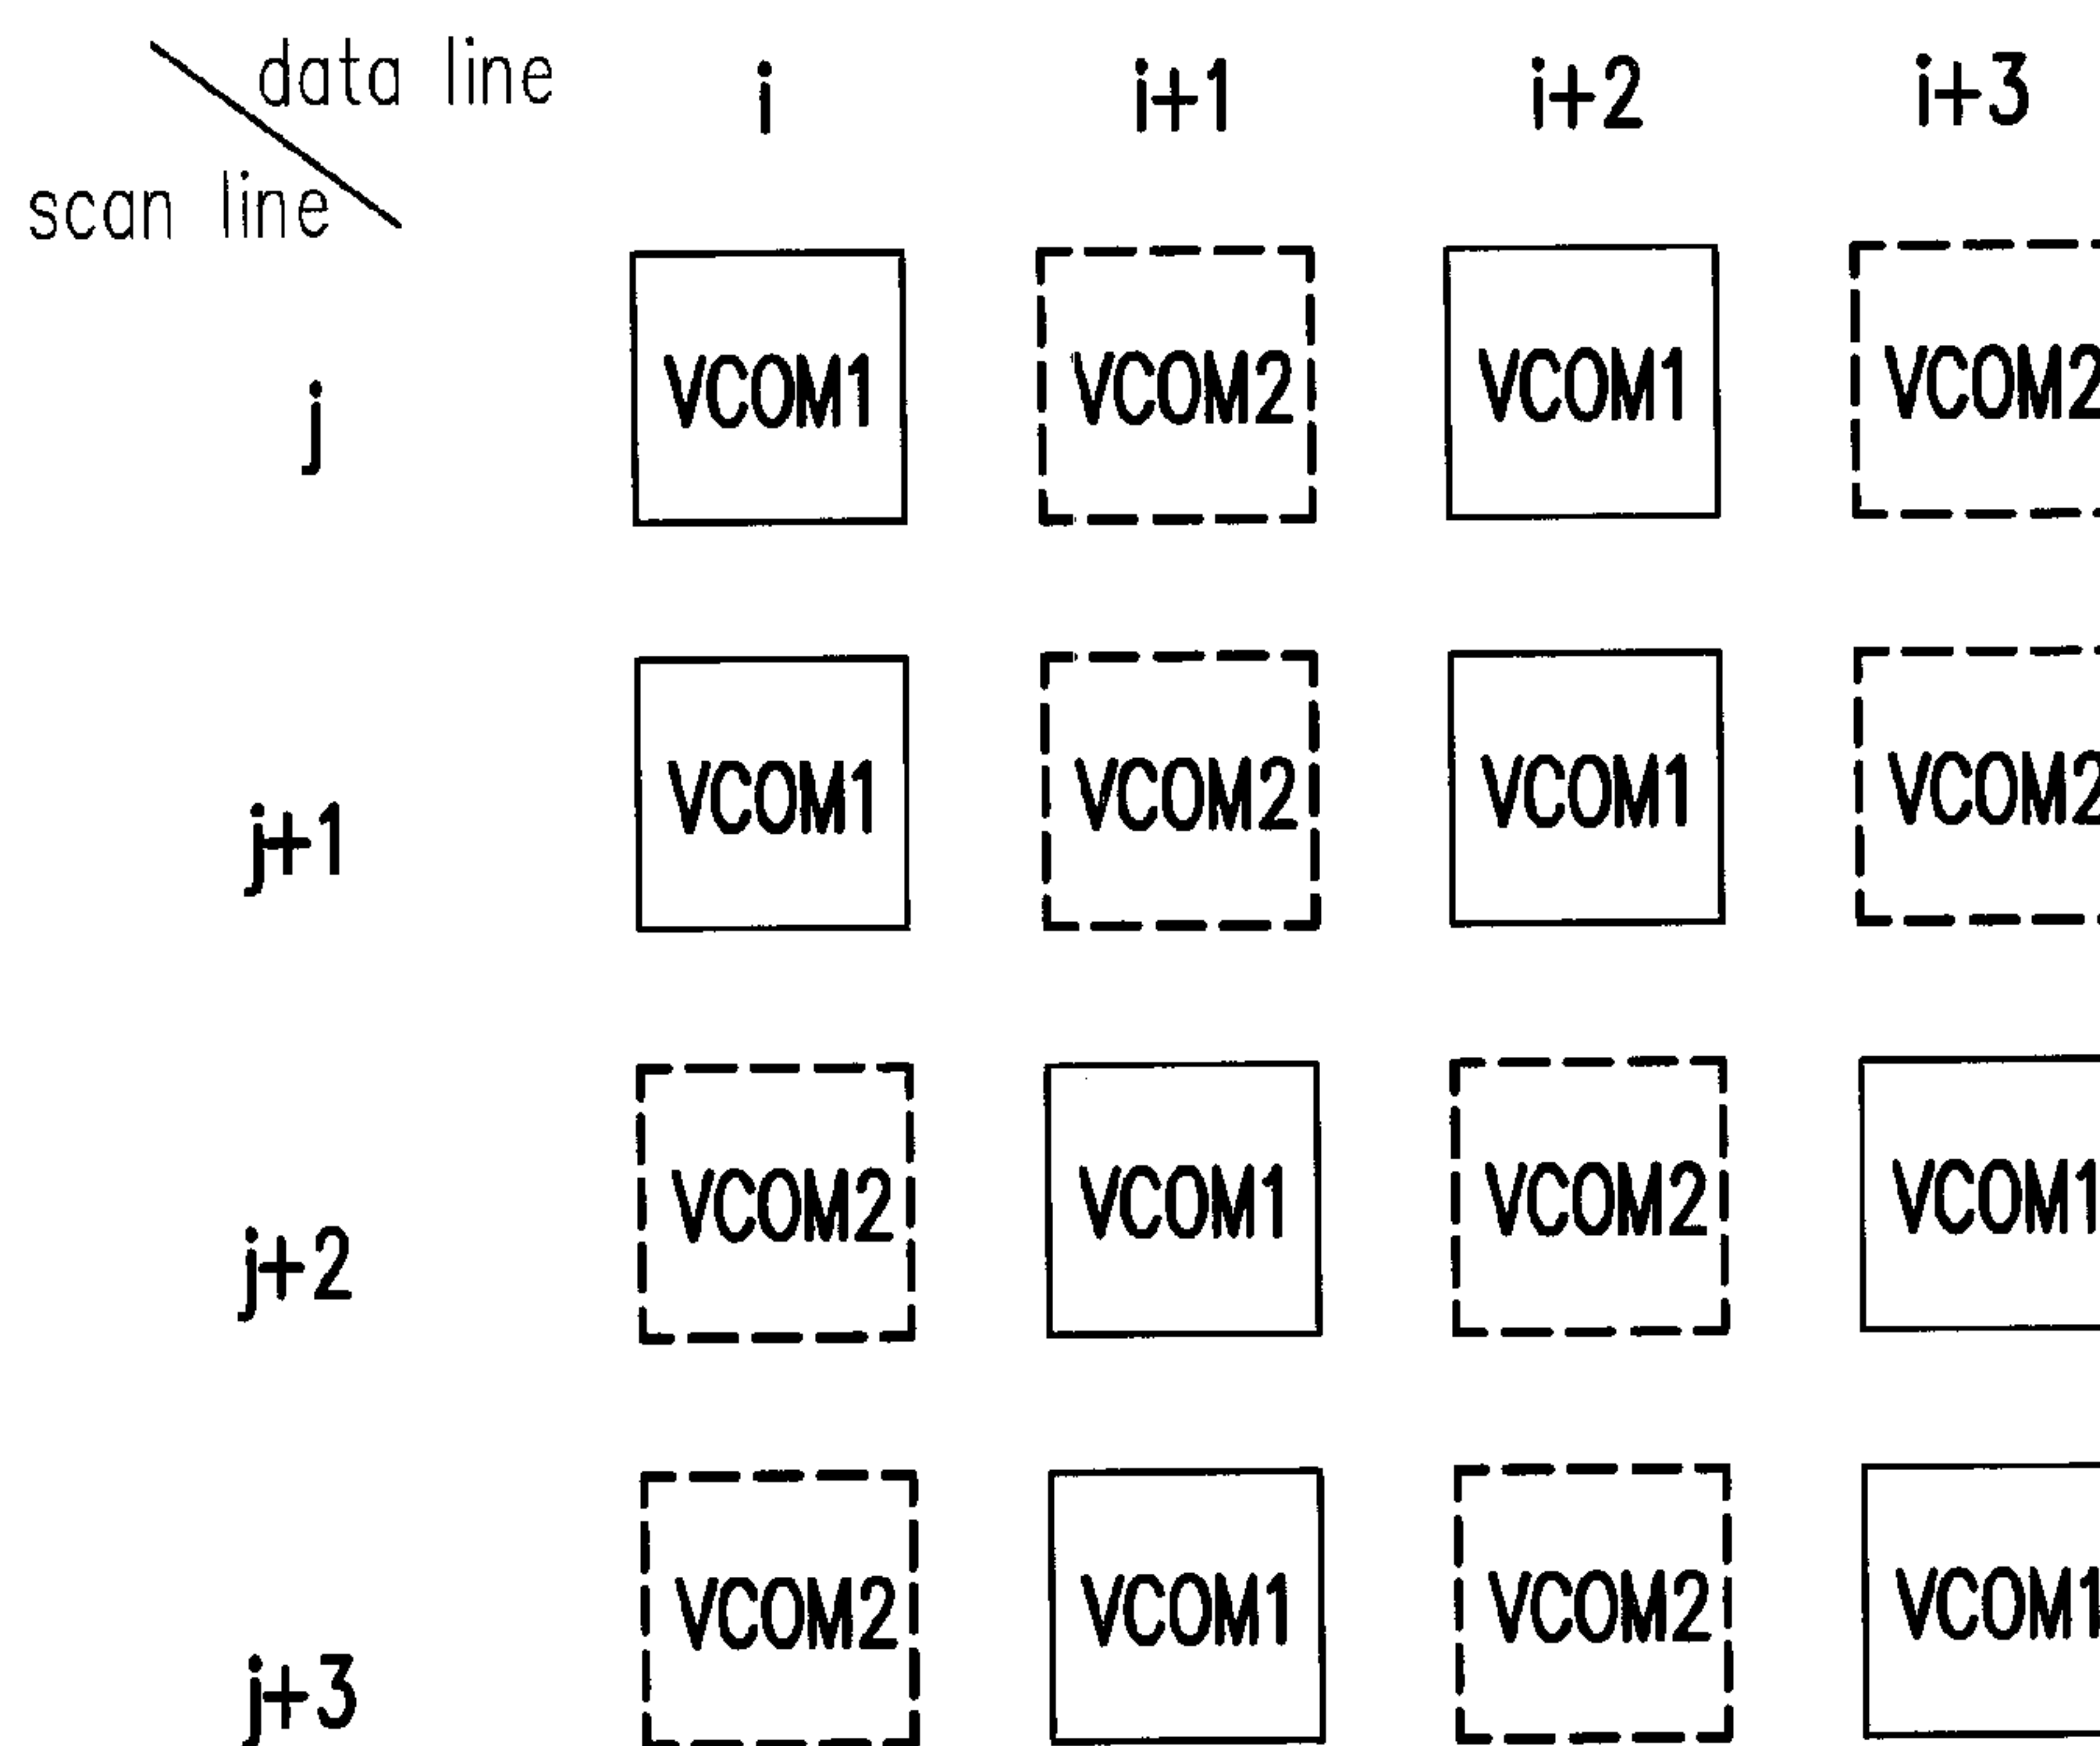 data line i i+1 i+2 i+3
scan line
j VCOM1 VCOM2 VCOM1 VCOM2
j+1 VCOM1 VCOM2 VCOM1 VCOM2
j+2 VCOM2 VCOM1 VCOM2 VCOM1
j+3 VCOM2 VCOM1 VCOM2 VCOM1